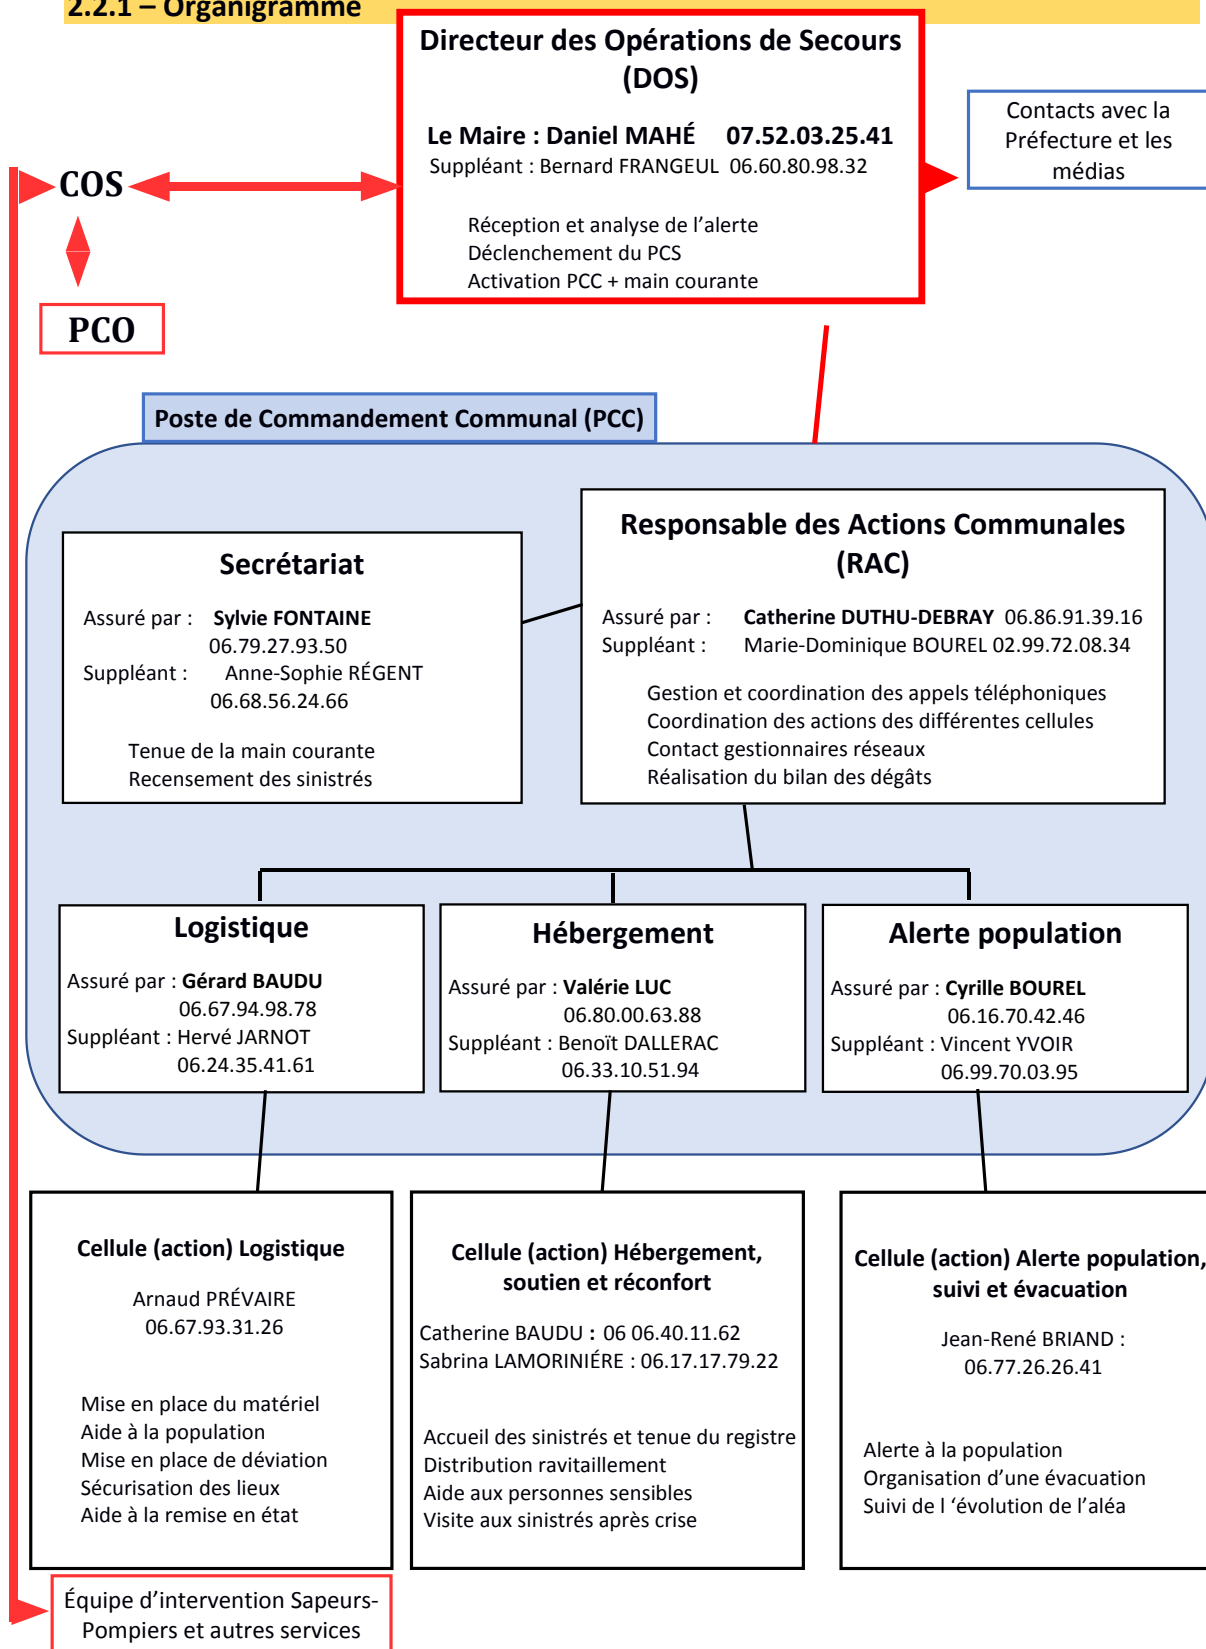 2.2.1 – Organigramme
Directeur des Opérations de Secours
(DOS)
Le Maire : Daniel MAHÉ 07.52.03.25.41
Suppléant : Bernard FRANGEUL 06.60.80.98.32
Réception et analyse de l’alerte
Déclenchement du PCS
Activation PCC + main courante
Contacts avec la
Préfecture et les
médias
COS
PCO
Poste de Commandement Communal (PCC)
Secrétariat
Assuré par : Sylvie FONTAINE
06.79.27.93.50
Suppléant : Anne-Sophie RÉGENT
06.68.56.24.66
Tenue de la main courante
Recensement des sinistrés
Responsable des Actions Communales
(RAC)
Assuré par : Catherine DUTHU-DEBRAY 06.86.91.39.16
Suppléant : Marie-Dominique BOUREL 02.99.72.08.34
Gestion et coordination des appels téléphoniques
Coordination des actions des différentes cellules
Contact gestionnaires réseaux
Réalisation du bilan des dégâts
Logistique
Assuré par : Gérard BAUDU
06.67.94.98.78
Suppléant : Hervé JARNOT
06.24.35.41.61
Hébergement
Assuré par : Valérie LUC
06.80.00.63.88
Suppléant : Benoït DALLERAC
06.33.10.51.94
Alerte population
Assuré par : Cyrille BOUREL
06.16.70.42.46
Suppléant : Vincent YVOIR
06.99.70.03.95
Cellule (action) Logistique
Arnaud PRÉVAIRE
06.67.93.31.26
Mise en place du matériel
Aide à la population
Mise en place de déviation
Sécurisation des lieux
Aide à la remise en état
Cellule (action) Hébergement,
soutien et réconfort
Catherine BAUDU : 06 06.40.11.62
Sabrina LAMORINIÉRE : 06.17.17.79.22
Accueil des sinistrés et tenue du registre
Distribution ravitaillement
Aide aux personnes sensibles
Visite aux sinistrés après crise
Cellule (action) Alerte population,
suivi et évacuation
Jean-René BRIAND :
06.77.26.26.41
Alerte à la population
Organisation d’une évacuation
Suivi de l ‘évolution de l’aléa
Équipe d’intervention Sapeurs-
Pompiers et autres services